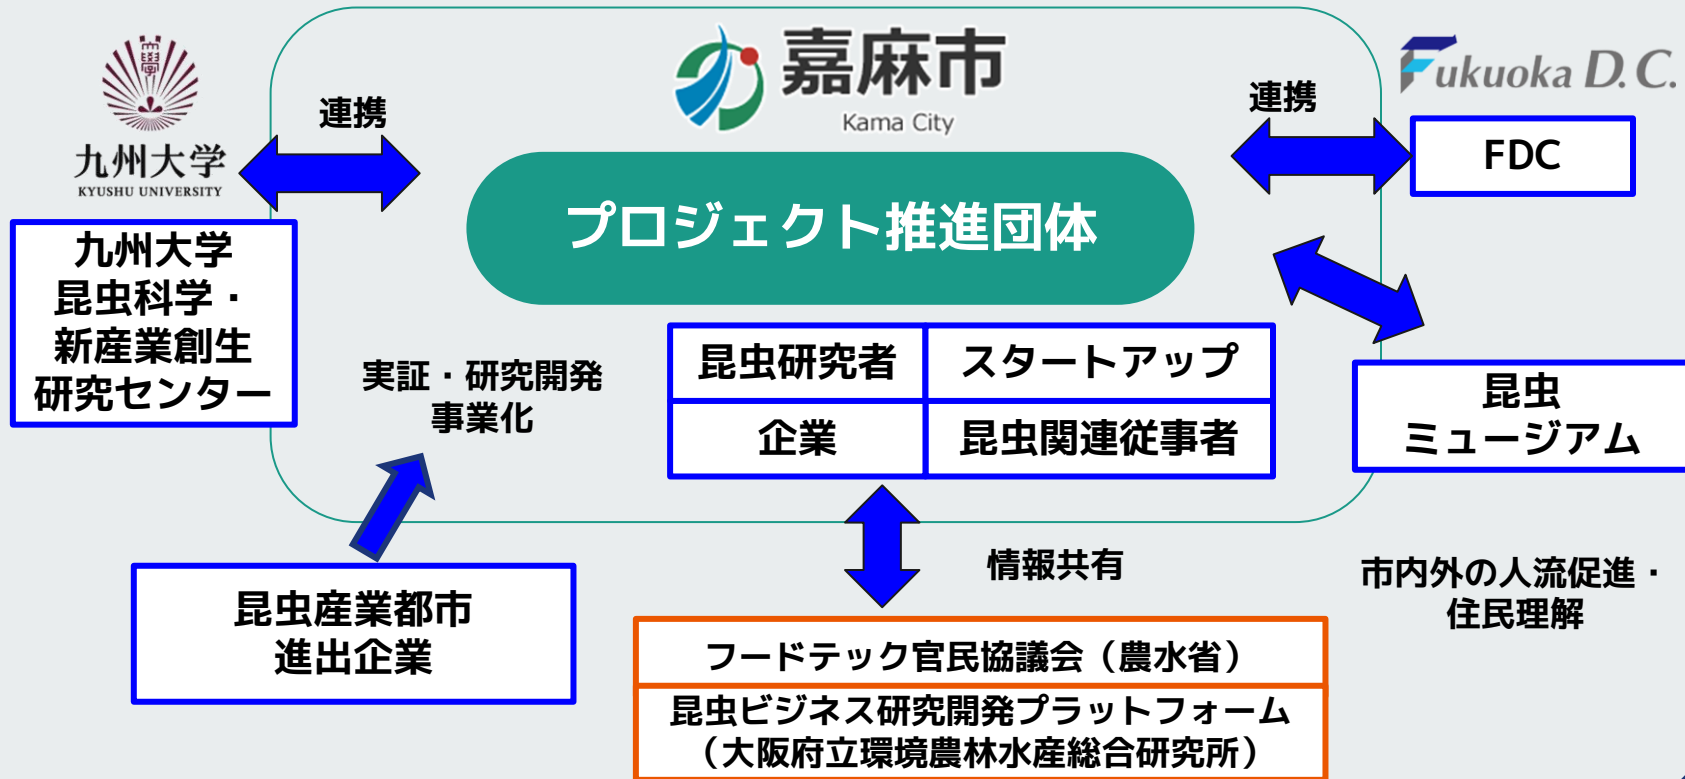 嘉麻市
Kama City
大學
九州大学
KYUSHU UNIVERSITY
連携
連携
Fukuoka D.C.
FDC
プロジェクト推進団体
九州大学
昆虫科学・
新産業創生
研究センター
実証・研究開発
事業化
昆虫研究者
スタートアップ
企業
昆虫関連従事者
昆虫
ミュージアム
昆虫産業都市
進出企業
情報共有
市内外の人流促進・
住民理解
フードテック官民協議会（農水省）
昆虫ビジネス研究開発プラットフォーム
（大阪府立環境農林水産総合研究所）